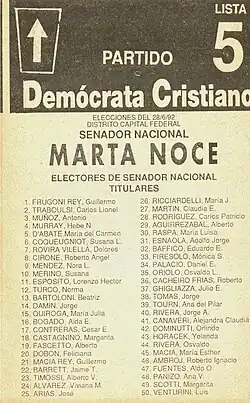 LISTA
5
PARTIDO
Demócrata Cristiano
ELECCIONES DEL 28/6/92
DISTRITO CAPITAL FEDERAL
SENADOR NACIONAL
MARTA NOCE
ELECTORES DE SENADOR NACIONAL
TITULARES
1. FRUGONI REY, Guillermo
2. TRABOULSI, Carlos Lionel
3. MUÑOZ, Antonio
4. MURRAY, Hebe N.
5. D'ABATE, María del Carmen
6. COQUEUGNIOT, Susana L.
7. ROVIRA VILELLA, Dolores
8. CIRONE, Roberto Angel
9. MENDEZ, Nora L.
10. MERINO, Susana
11. ESPOSITO, Lorenzo Hector
12. TURCO, Norma
13. BARTOLONI, Beatriz
14. DAMIN, Jorge
15. QUIROGA, María Julia
16. BOGADO, Aída E.
17. CONTRERAS, Cesar E.
18. CASTAGNINO, Margarita
19. FASCETTO, Alberto
20. DOBON, Feliciana
21. MACIA REY, Guillermo
22. BARRETT, Jaime T.
23. TIMOSSI, Alberto V.
24. ALVAREZ, Viviana M.
25. ARIAS, José
26. RICCIARDELLI, María J.
27. MARTIN, Claudia E.
28. RODRIGUEZ, Carlos Patricio
29. AGUIRREZABAL, Alberto
30. RASPA, María Luisa
31. ESNAOLA, Adolfo Jorge
32. BAFFICO, Eduardo E.
33. FIRESOLO, Mónica S.
34. PALACIO, Daniel E.
35. ORIOLO, Osvaldo L.
36. CACHEIRO FRIAS, Roberto
37. GHIGLIAZZA, Julio E.
38. TOMAS, Jorge
39. TOURN, Ana del Pilar
40. RIVERA, Jorge A.
41. CANAVERI, Alejandra Claudia
42. DOMINUTTI, Orlindo
43. HORACEK, Yolanda
44. RIVERA, Osvaldo
45. MACIA, María Esther
46. AMBROJ, Roberto Ignacio
47. FUENTES, Aldo O.
48. PANIZO, Ana V.
49. SCOTTI, Margarita
50. VENTURINI, Luis